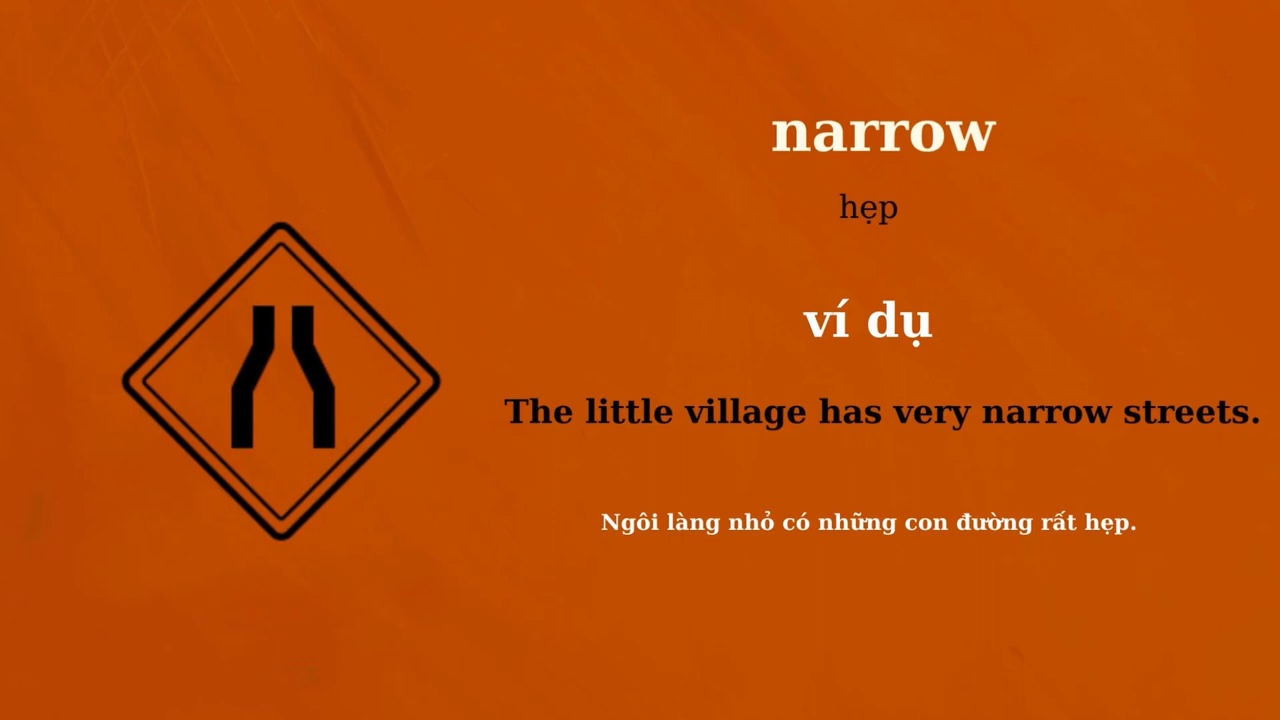 narrow
hẹp
ví dụ
The little village has very narrow streets.
Ngôi làng nhỏ có những con đường rất hẹp.